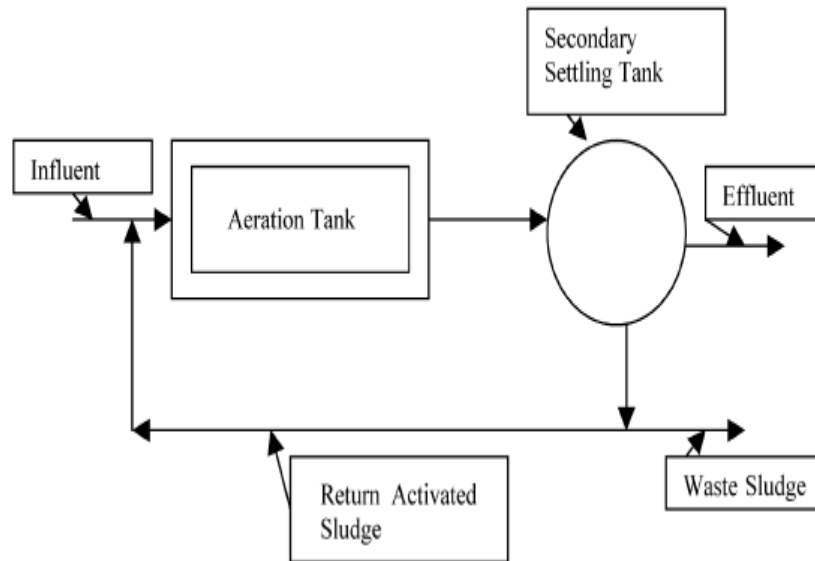 Secondary
Settling Tank
Influent
Aeration Tank
Effluent
Return Activated
Sludge
Waste Sludge